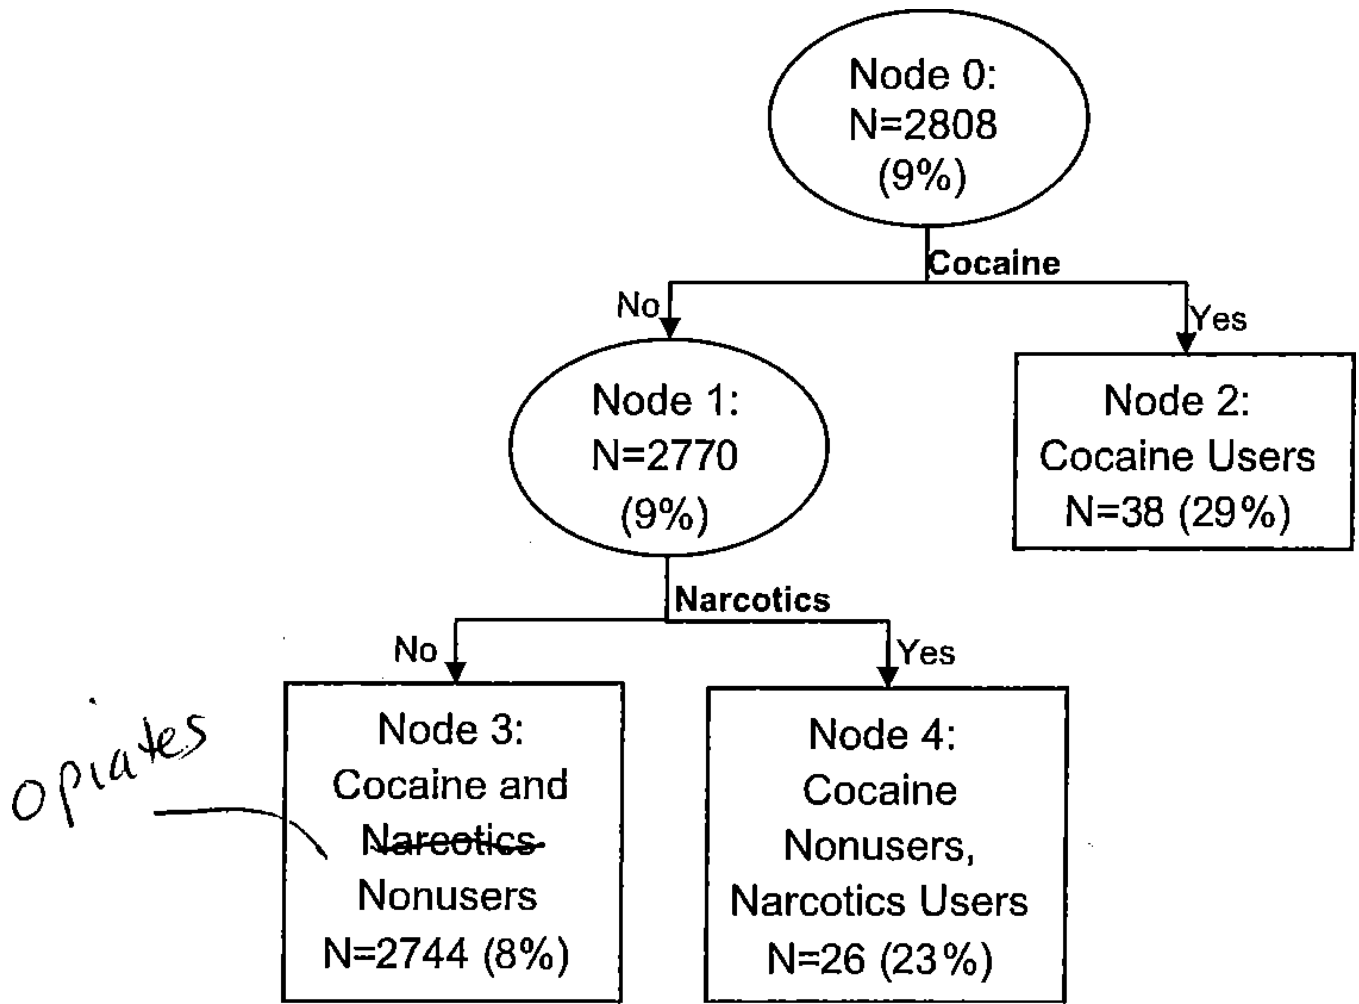 Node 0:
N=2808
(9%)
Cocaine
No
Yes
Node 1:
N=2770
(9%)
Node 2:
Cocaine Users
N=38 (29%)
Narcotics
No
Yes
opiates
Node 3:
Cocaine and
Narcotics
Nonusers
N=2744 (8%)
Node 4:
Cocaine
Nonusers,
Narcotics Users
N=26 (23%)